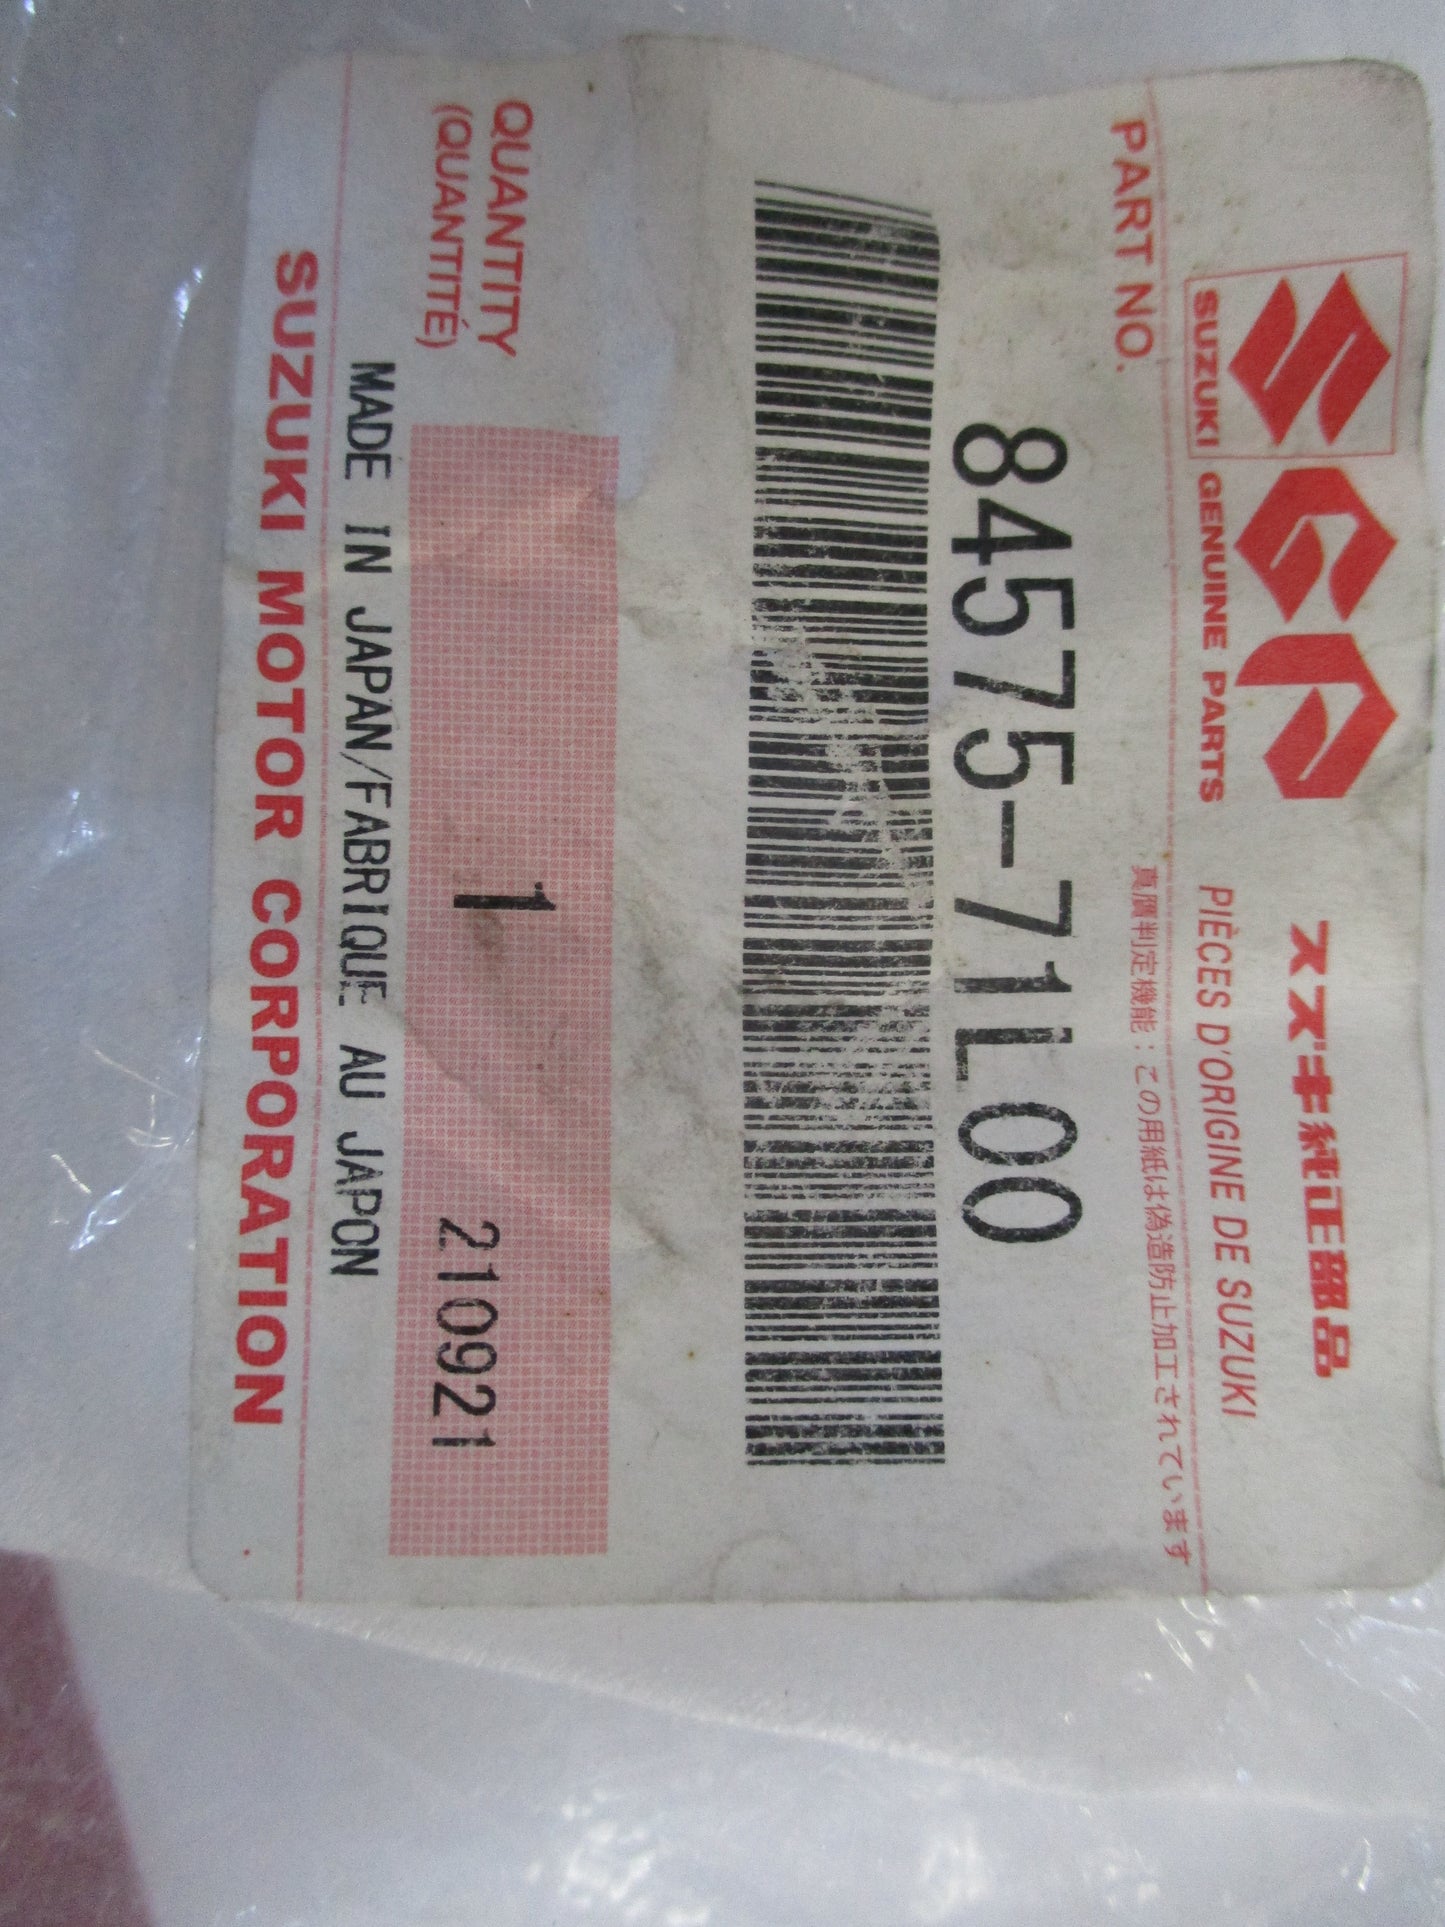 スズキ純正部品
SUZUKI GENUINE PARTS PIÈCES D'ORIGINE DE SUZUKI
真贋判定機能：この用紙は偽造防止加工されています
PART NO.
84575-71L00
QUANTITY
(QUANTITÉ)
1
210921
MADE IN JAPAN/FABRIQUE AU JAPON
SUZUKI MOTOR CORPORATION